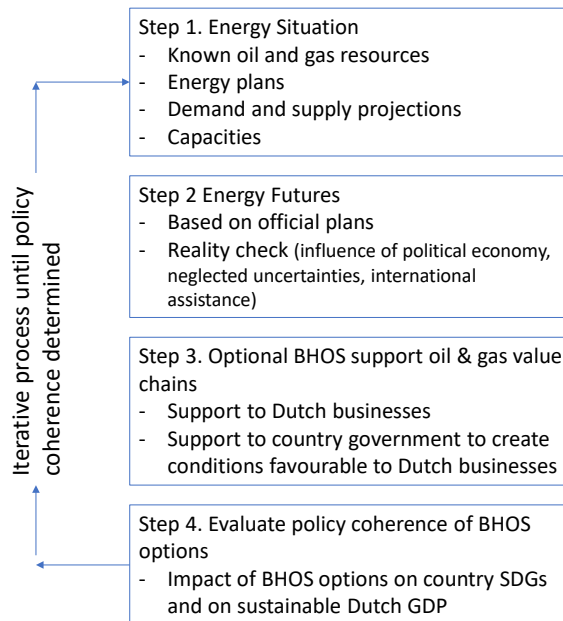 Step 1. Energy Situation
- Known oil and gas resources
- Energy plans
- Demand and supply projections
- Capacities
Step 2 Energy Futures
- Based on official plans
- Reality check (influence of political economy,
neglected uncertainties, international
assistance)
Step 3. Optional BHOS support oil & gas value
chains
- Support to Dutch businesses
- Support to country government to create
conditions favourable to Dutch businesses
Step 4. Evaluate policy coherence of BHOS
options
- Impact of BHOS options on country SDGs
and on sustainable Dutch GDP
Iterative process until policy
coherence determined